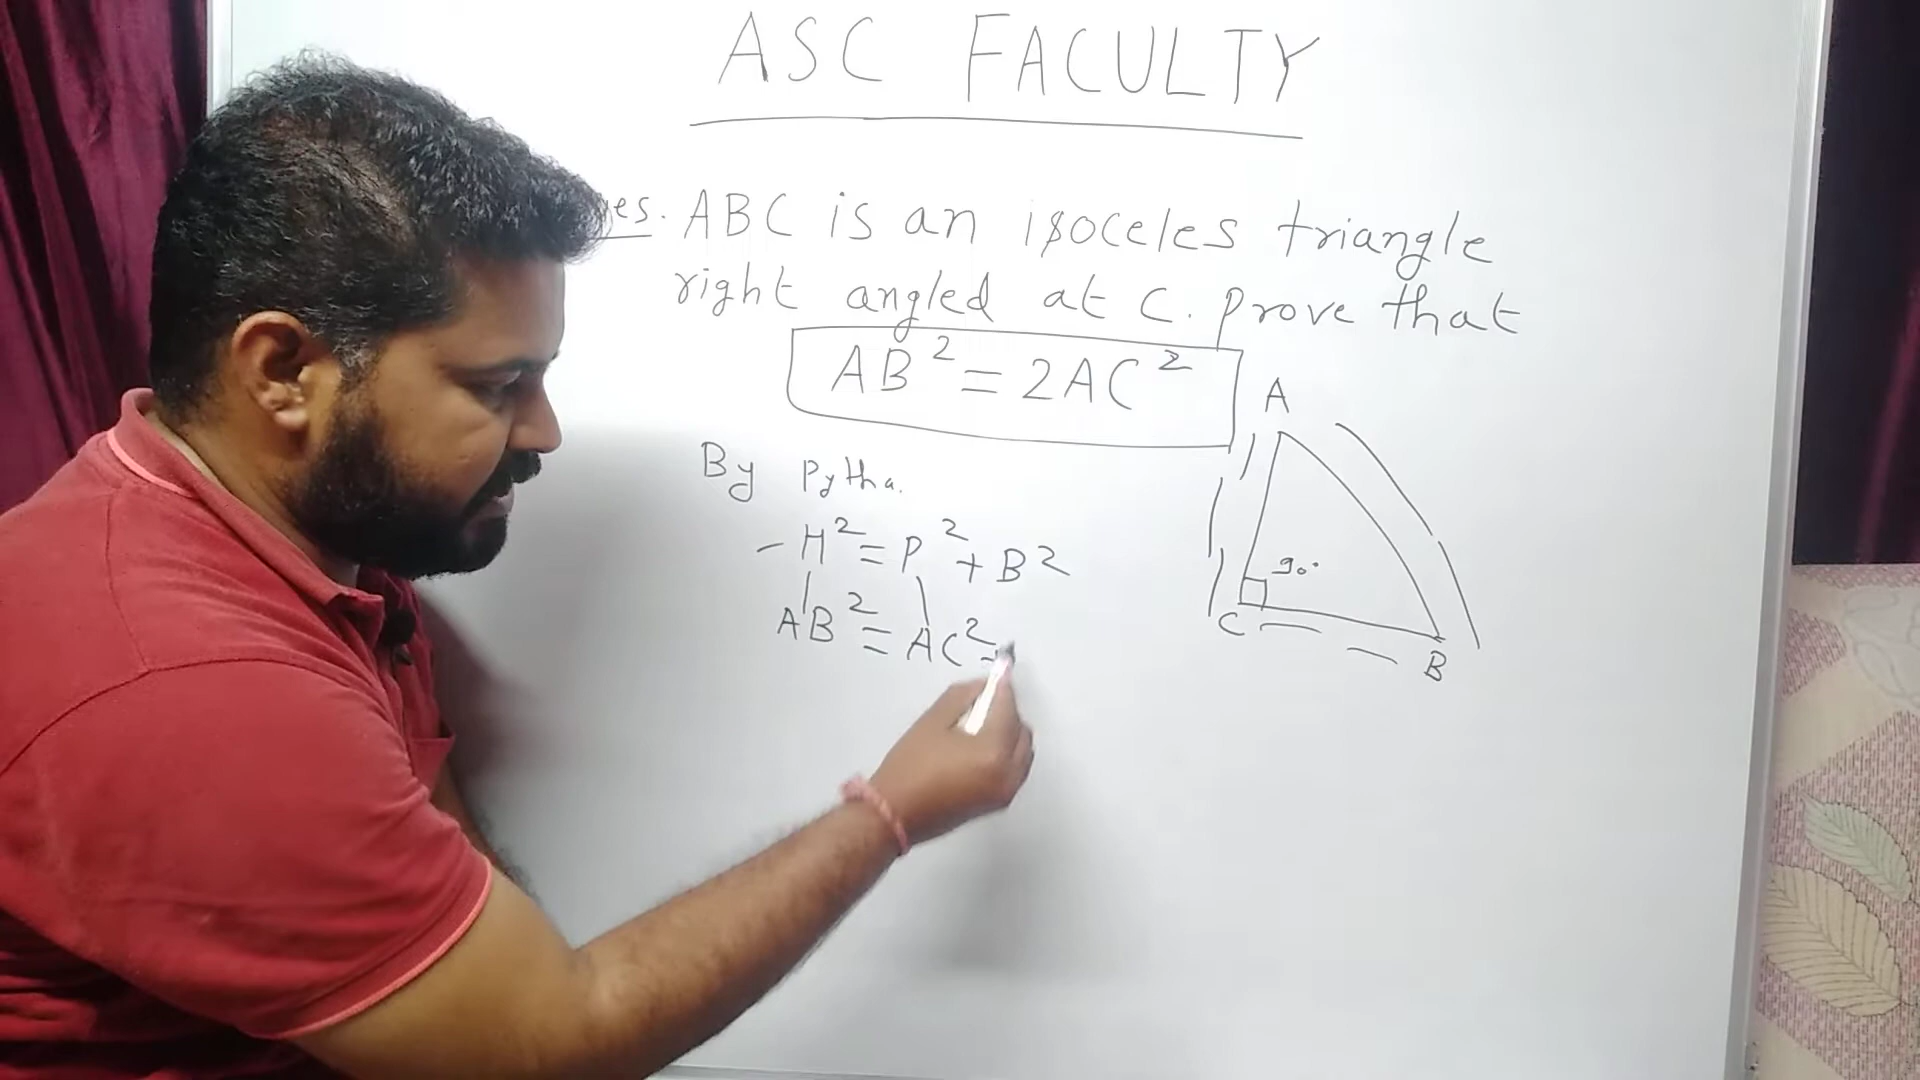 ASC FACULTY
ABC is an isoceles triangle
right angled at C. Prove that
AB² = 2AC²
A
By Pytha.
- H² = P² + B²
90°
AB² = AC² +
C
B